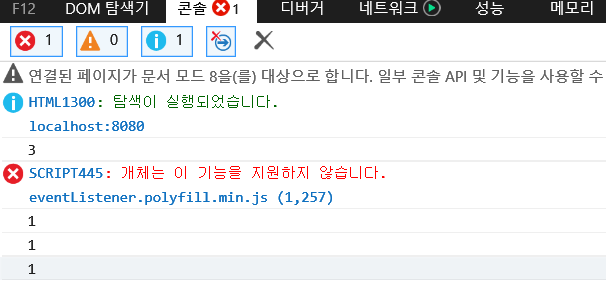 F12 DOM 탐색기 콘솔 1 디버거 네트워크 성능 메모리
1 0 1
연결된 페이지가 문서 모드 8을(를) 대상으로 합니다. 일부 콘솔 API 및 기능을 사용할 수
HTML1300: 탐색이 실행되었습니다.
localhost:8080
3
SCRIPT445: 개체는 이 기능을 지원하지 않습니다.
eventListener.polyfill.min.js (1,257)
1
1
1